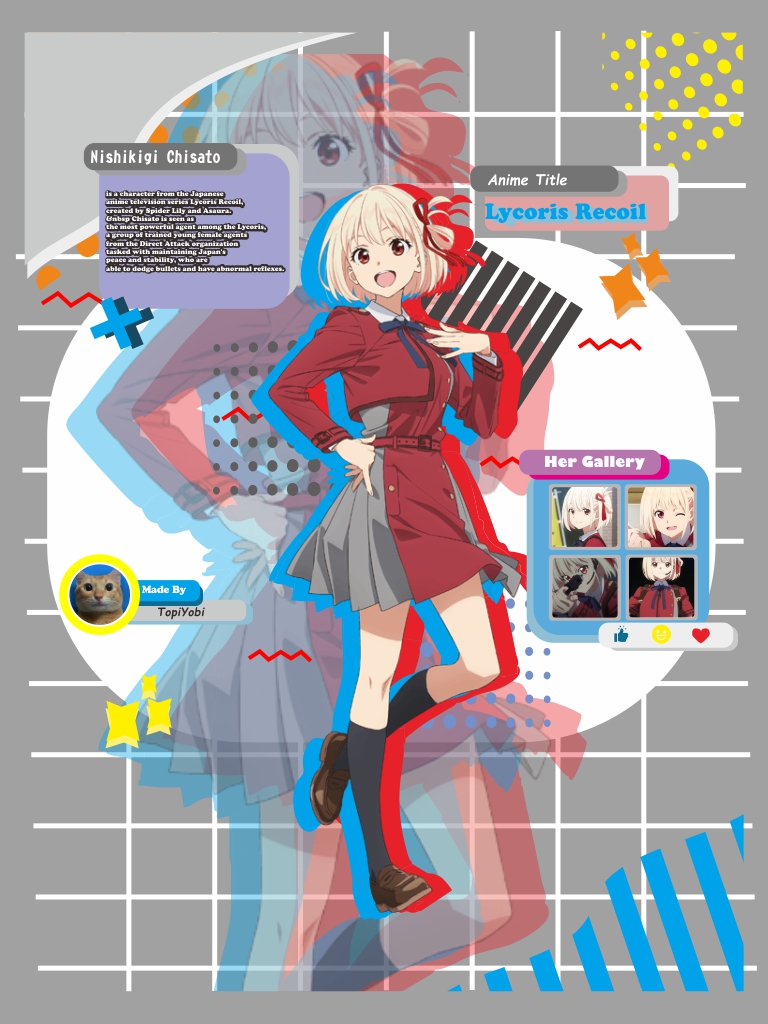 Nishikigi Chisato
is a character from the Japanese
anime television series Lycoris Recoil,
created by Spider Lily and Asaura.
&nbsp Chisato is seen as
the most powerful agent among the Lycoris,
a group of trained young female agents
from the Direct Attack organization
tasked with maintaining Japan's
peace and stability, who are
able to dodge bullets and have abnormal reflexes.
Anime Title
Lycoris Recoil
Her Gallery
Made By
TopiYobi